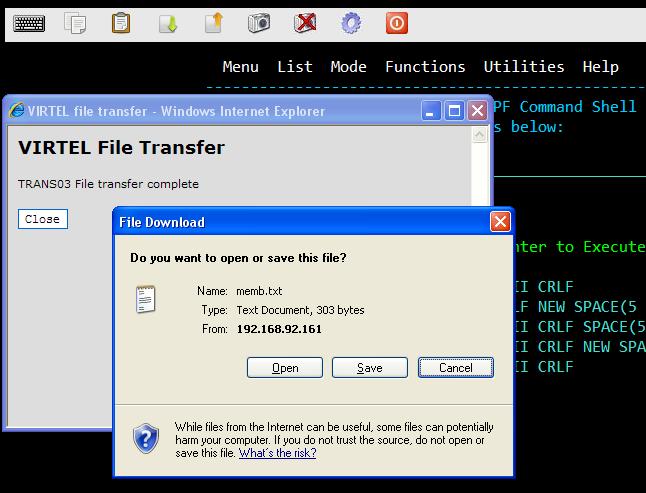 Menu List Mode Functions Utilities Help
PF Command Shell
s below:
VIRTEL file transfer - Windows Internet Explorer
VIRTEL File Transfer
TRANS03 File transfer complete
Close
File Download
Do you want to open or save this file?
Name: memb.txt
Type: Text Document, 303 bytes
From: 192.168.92.161
Open Save Cancel
While files from the Internet can be useful, some files can potentially
harm your computer. If you do not trust the source, do not open or
save this file. What's the risk?
nter to Execute
II CRLF
LF NEW SPACE(5
II CRLF SPACE(5
II CRLF NEW SPA
II CRLF